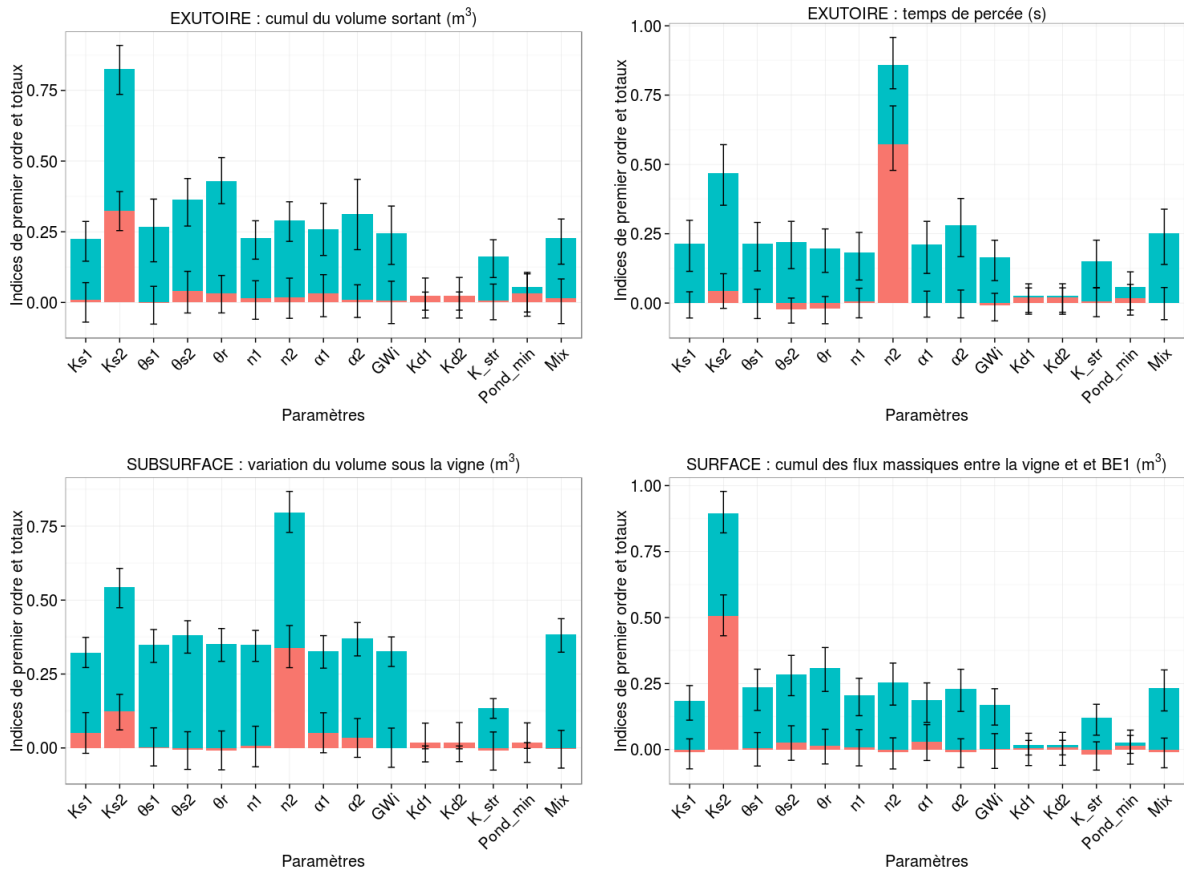 EXUTOIRE : cumul du volume sortant (m³)
Indices de premier ordre et totaux
0.75
0.50
0.25
0.00
Ks1 Ks2 θs1 θs2 θr n1 n2 α1 α2 GWi Kd1 Kd2 K_str Pond_min Mix
Paramètres
EXUTOIRE : temps de percée (s)
Indices de premier ordre et totaux
1.00
0.75
0.50
0.25
0.00
Ks1 Ks2 θs1 θs2 θr n1 n2 α1 α2 GWi Kd1 Kd2 K_str Pond_min Mix
Paramètres
SUBSURFACE : variation du volume sous la vigne (m³)
Indices de premier ordre et totaux
0.75
0.50
0.25
0.00
Ks1 Ks2 θs1 θs2 θr n1 n2 α1 α2 GWi Kd1 Kd2 K_str Pond_min Mix
Paramètres
SURFACE : cumul des flux massiques entre la vigne et et BE1 (m³)
Indices de premier ordre et totaux
1.00
0.75
0.50
0.25
0.00
Ks1 Ks2 θs1 θs2 θr n1 n2 α1 α2 GWi Kd1 Kd2 K_str Pond_min Mix
Paramètres